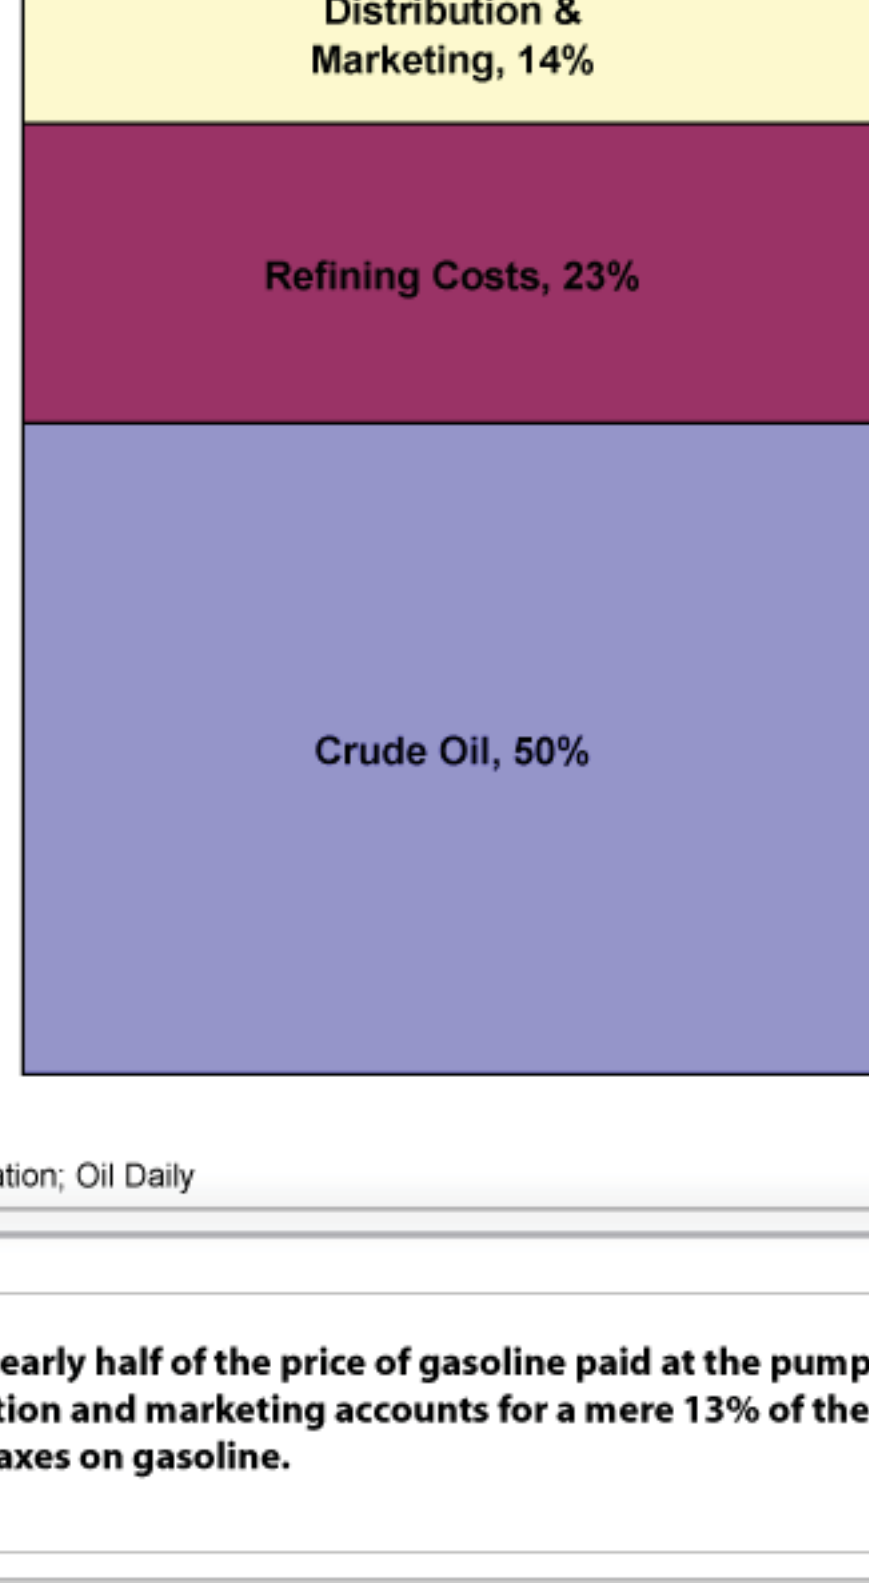 Distribution &
Marketing, 14%
Refining Costs, 23%
Crude Oil, 50%
ation; Oil Daily
early half of the price of gasoline paid at the pump
tion and marketing accounts for a mere 13% of the
axes on gasoline.